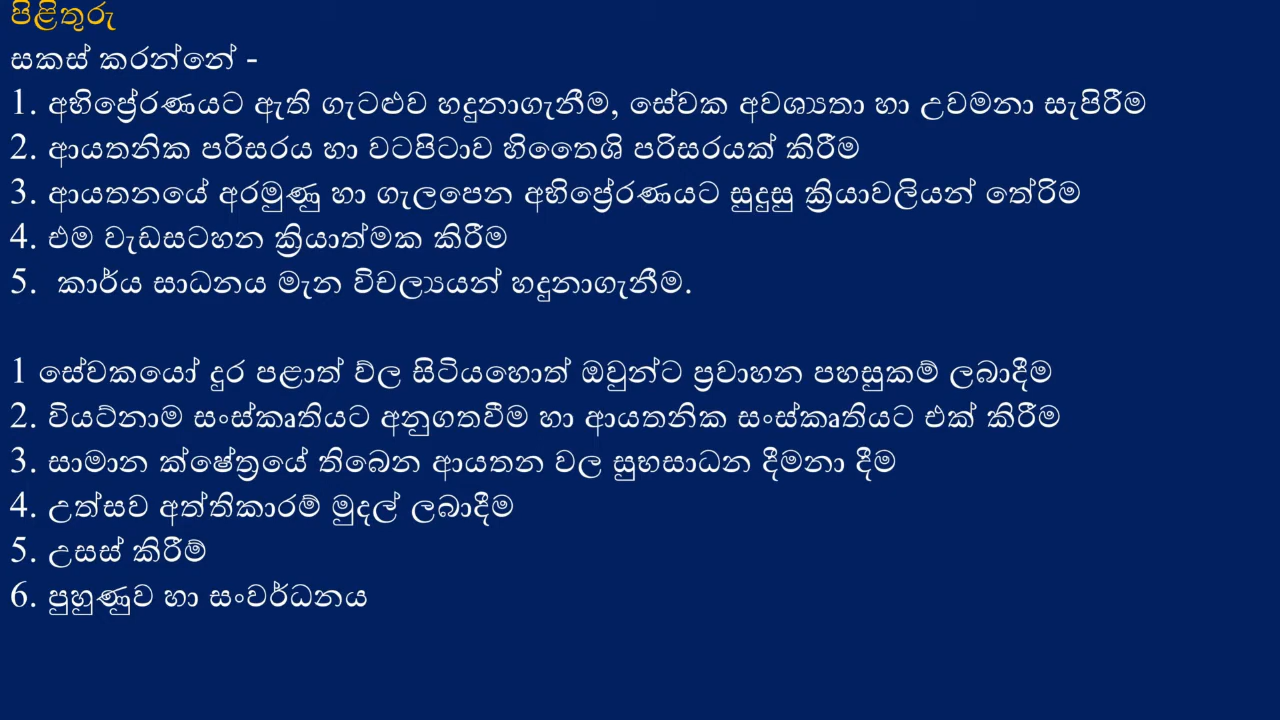 පිළිතුරු
සකස් කරන්නේ -
1. අභිප්‍රේරණයට ඇති ගැටළුව හදුනාගැනීම, සේවක අවශ්‍යතා හා උවමනා සැපිරීම
2. ආයතනික පරිසරය හා වටපිටාව හිතෛශී පරිසරයක් කිරීම
3. ආයතනයේ අරමුණු හා ගැලපෙන අභිප්‍රේරණයට සුදුසු ක්‍රියාවලියන් තේරිම
4. එම වැඩසටහන ක්‍රියාත්මක කිරීම
5.  කාර්ය සාධනය මැන විචල්‍යයන් හදුනාගැනීම.
1 සේවකයෝ දුර පළාත් ව්ල සිටියහොත් ඔවුන්ට ප්‍රවාහන පහසුකම් ලබාදීම
2. වියට්නාම සංස්කෘතියට අනුගතවීම හා ආයතනික සංස්කෘතියට එක් කිරීම
3. සාමාන ක්ෂේත්‍රයේ තිබෙන ආයතන වල සුභසාධන දීමනා දීම
4. උත්සව අත්තිකාරම් මුදල් ලබාදීම
5. උසස් කිරීම්
6. පුහුණුව හා සංවර්ධනය